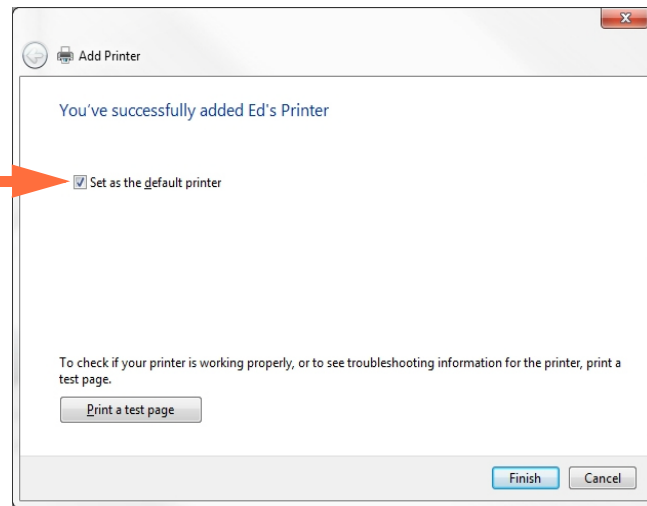 Add Printer
You've successfully added Ed's Printer
Set as the default printer
To check if your printer is working properly, or to see troubleshooting information for the printer, print a
test page.
Print a test page
Finish Cancel